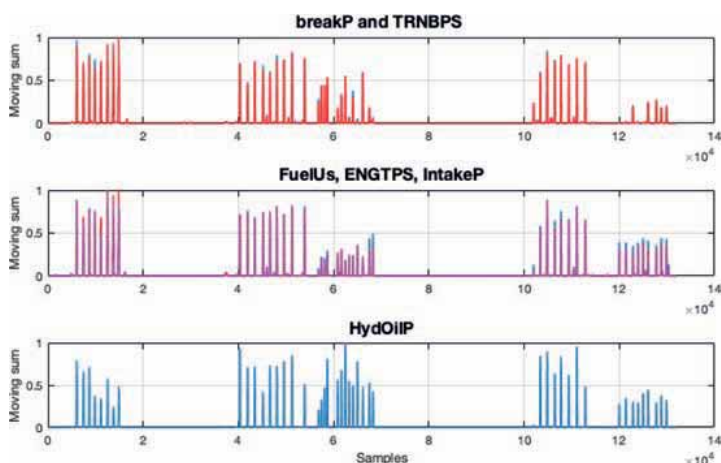 breakP and TRNBPS
1
0.5
0
Moving sum
0 2 4 6 8 10 12 14
×10⁴
FuelUs, ENGTPS, IntakeP
1
0.5
0
Moving sum
0 2 4 6 8 10 12 14
×10⁴
HydOilP
1
0.5
0
Moving sum
0 2 4 6 8 10 12 14
Samples
×10⁴